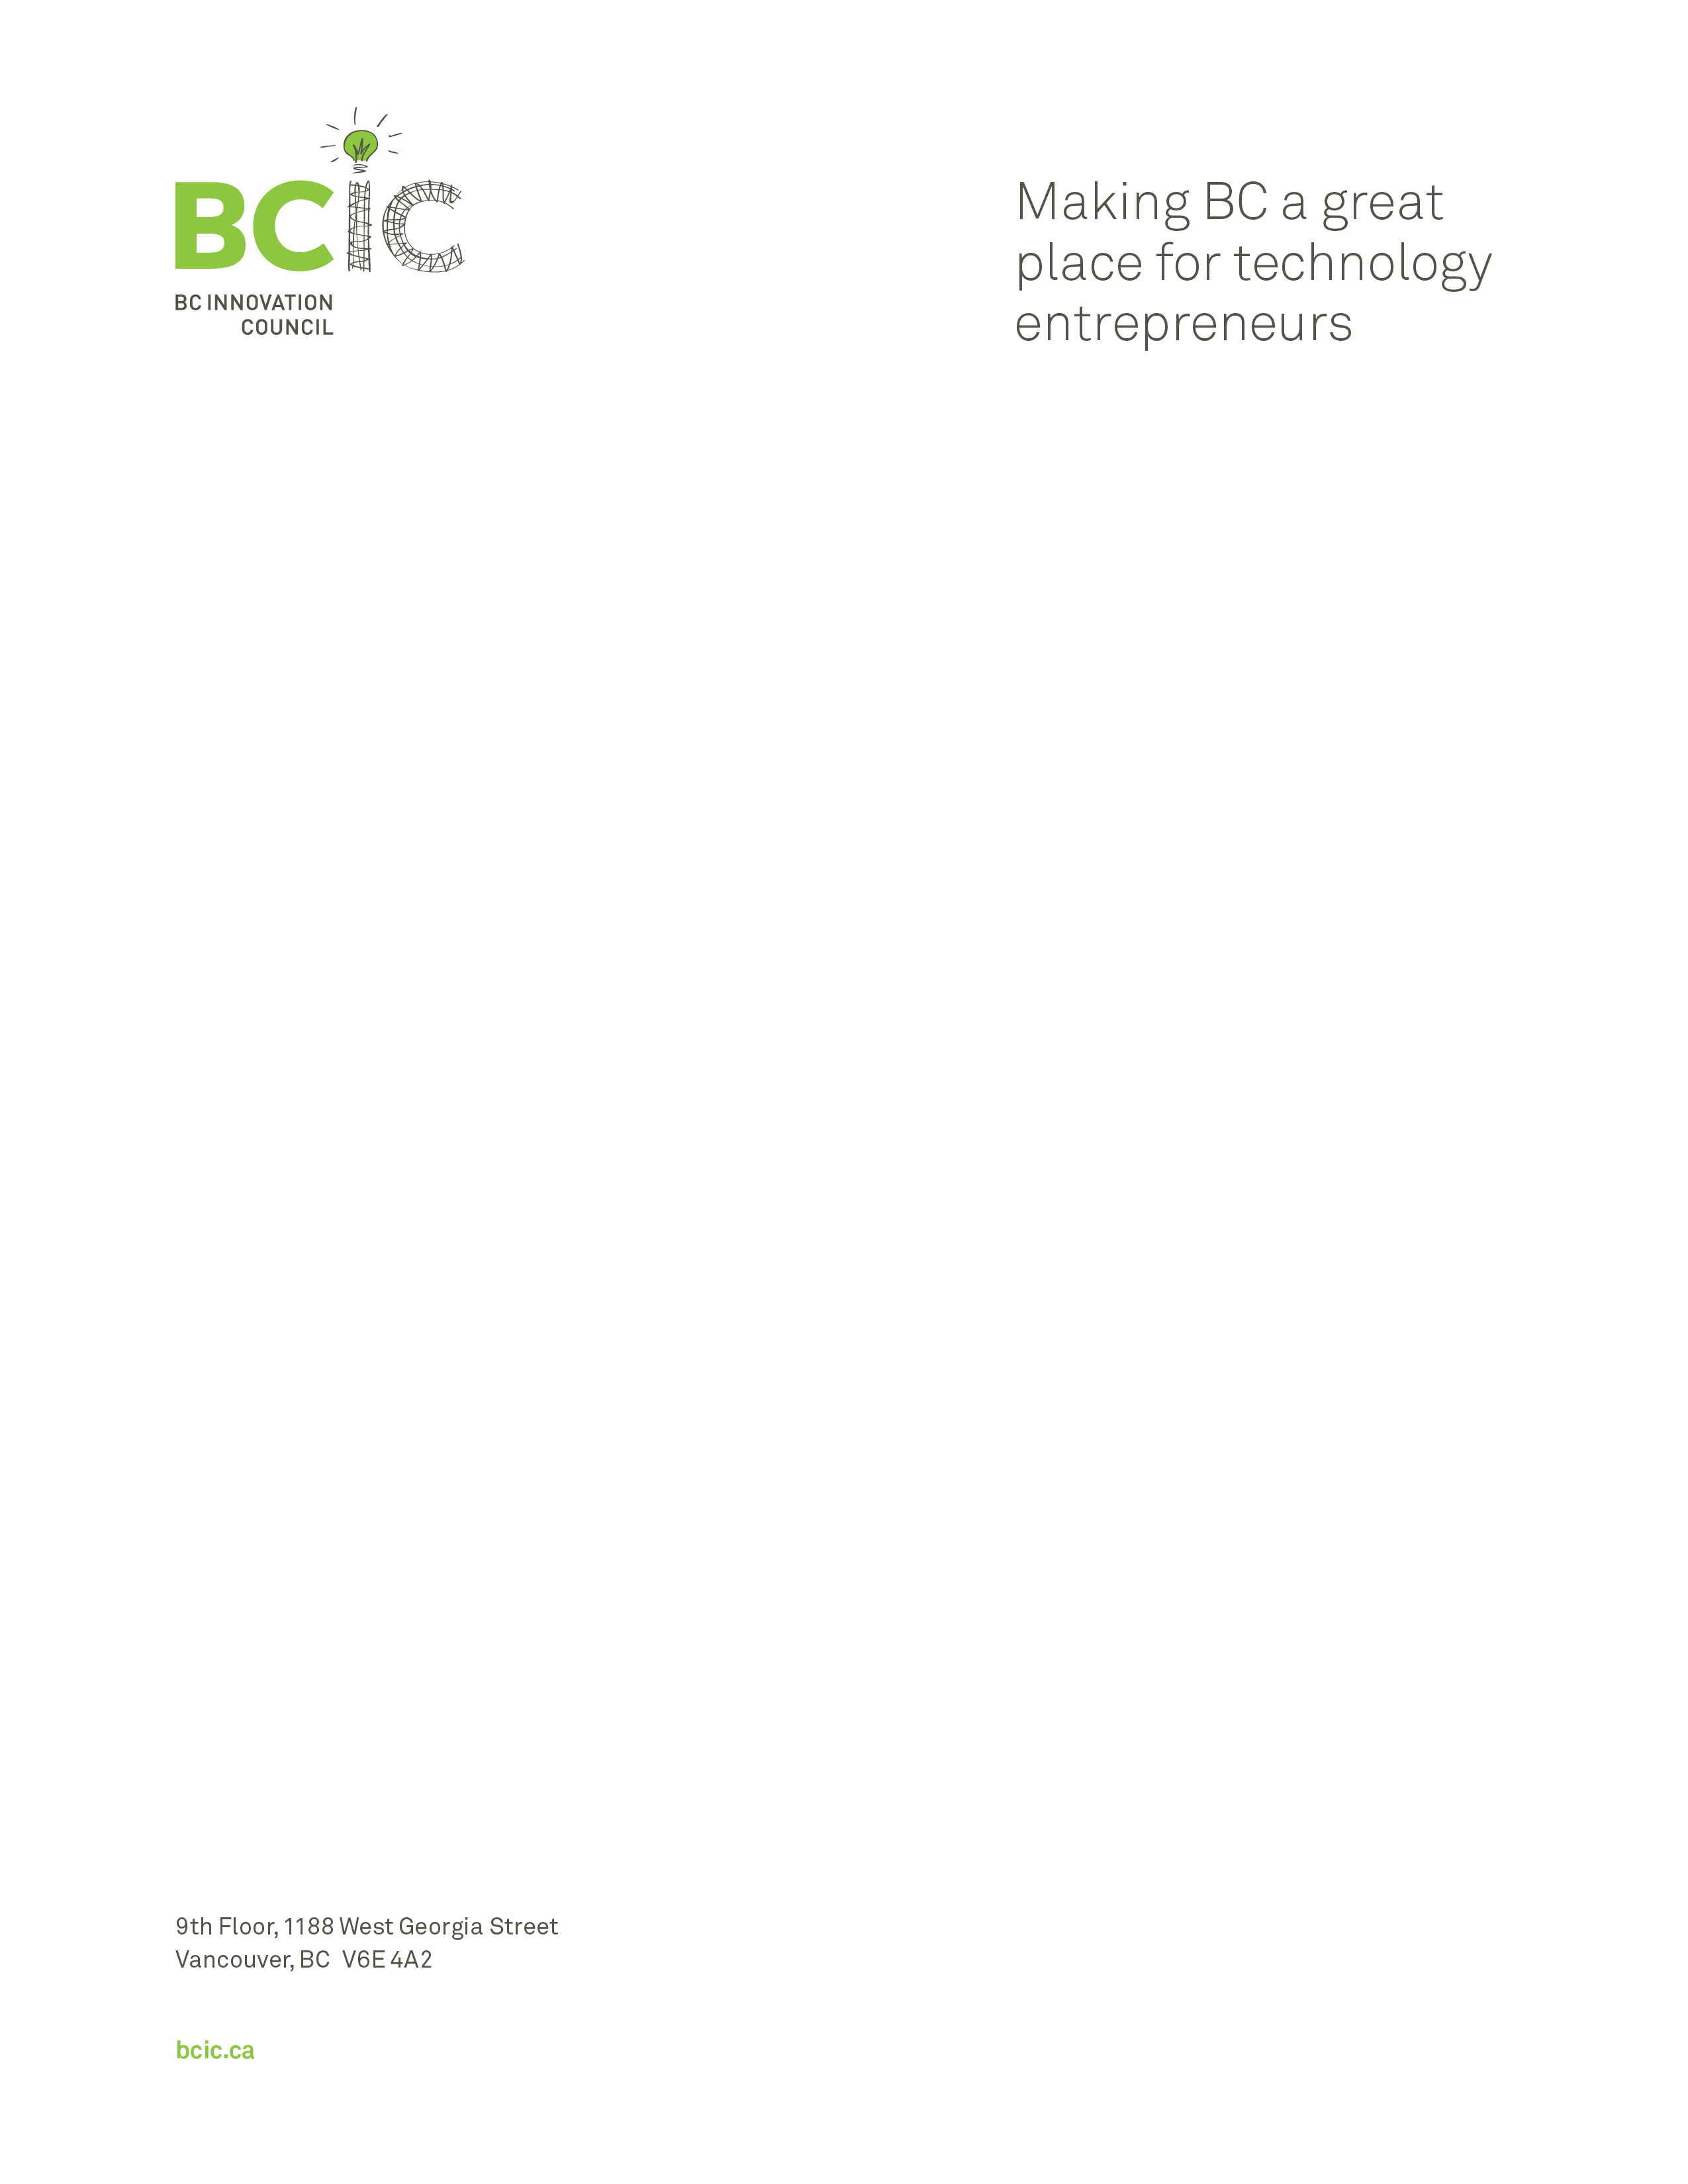 BCIC
BC INNOVATION
COUNCIL
Making BC a great
place for technology
entrepreneurs
9th Floor, 1188 West Georgia Street
Vancouver, BC  V6E 4A2
bcic.ca